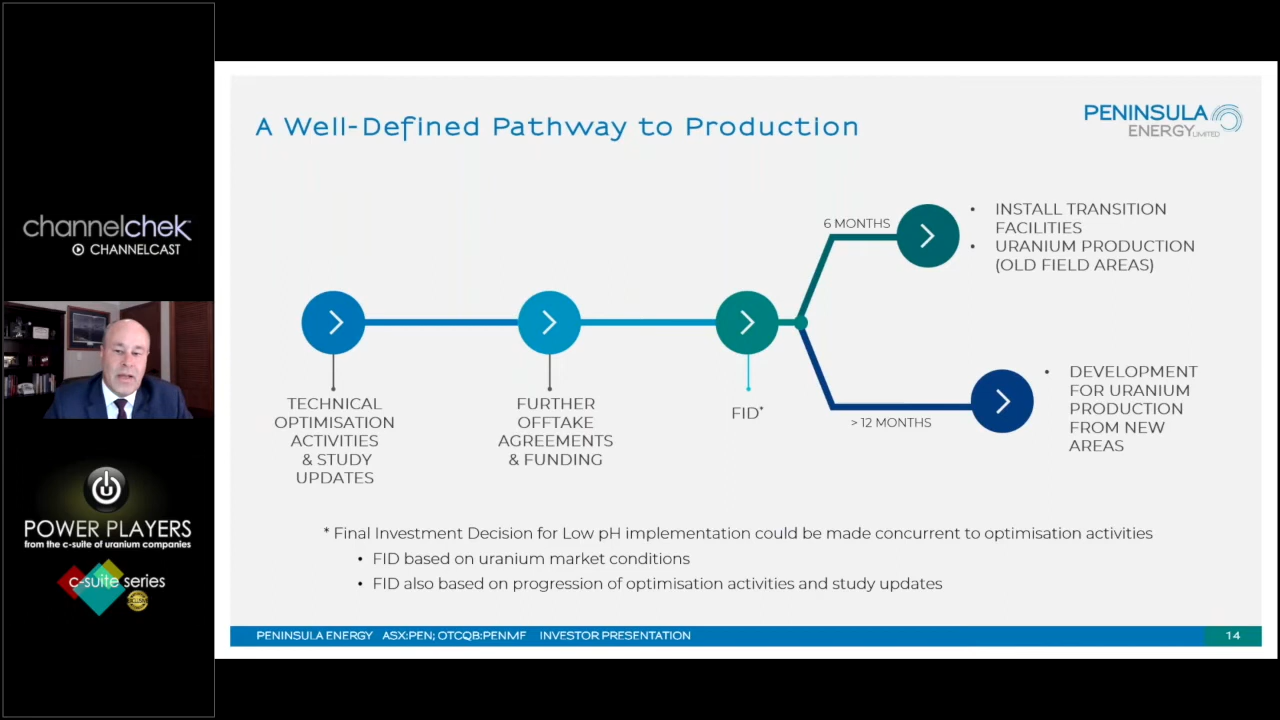 A Well-Defined Pathway to Production
PENINSULA
ENERGY LIMITED
channelchek
CHANNELCAST
POWER PLAYERS
from the c-suite of uranium companies
c-suite series
6 MONTHS
• INSTALL TRANSITION
FACILITIES
• URANIUM PRODUCTION
(OLD FIELD AREAS)
TECHNICAL
OPTIMISATION
ACTIVITIES
& STUDY
UPDATES
FURTHER
OFFTAKE
AGREEMENTS
& FUNDING
FID*
> 12 MONTHS
• DEVELOPMENT
FOR URANIUM
PRODUCTION
FROM NEW
AREAS
* Final Investment Decision for Low pH implementation could be made concurrent to optimisation activities
• FID based on uranium market conditions
• FID also based on progression of optimisation activities and study updates
PENINSULA ENERGY ASX:PEN; OTCQB:PENMF INVESTOR PRESENTATION
14